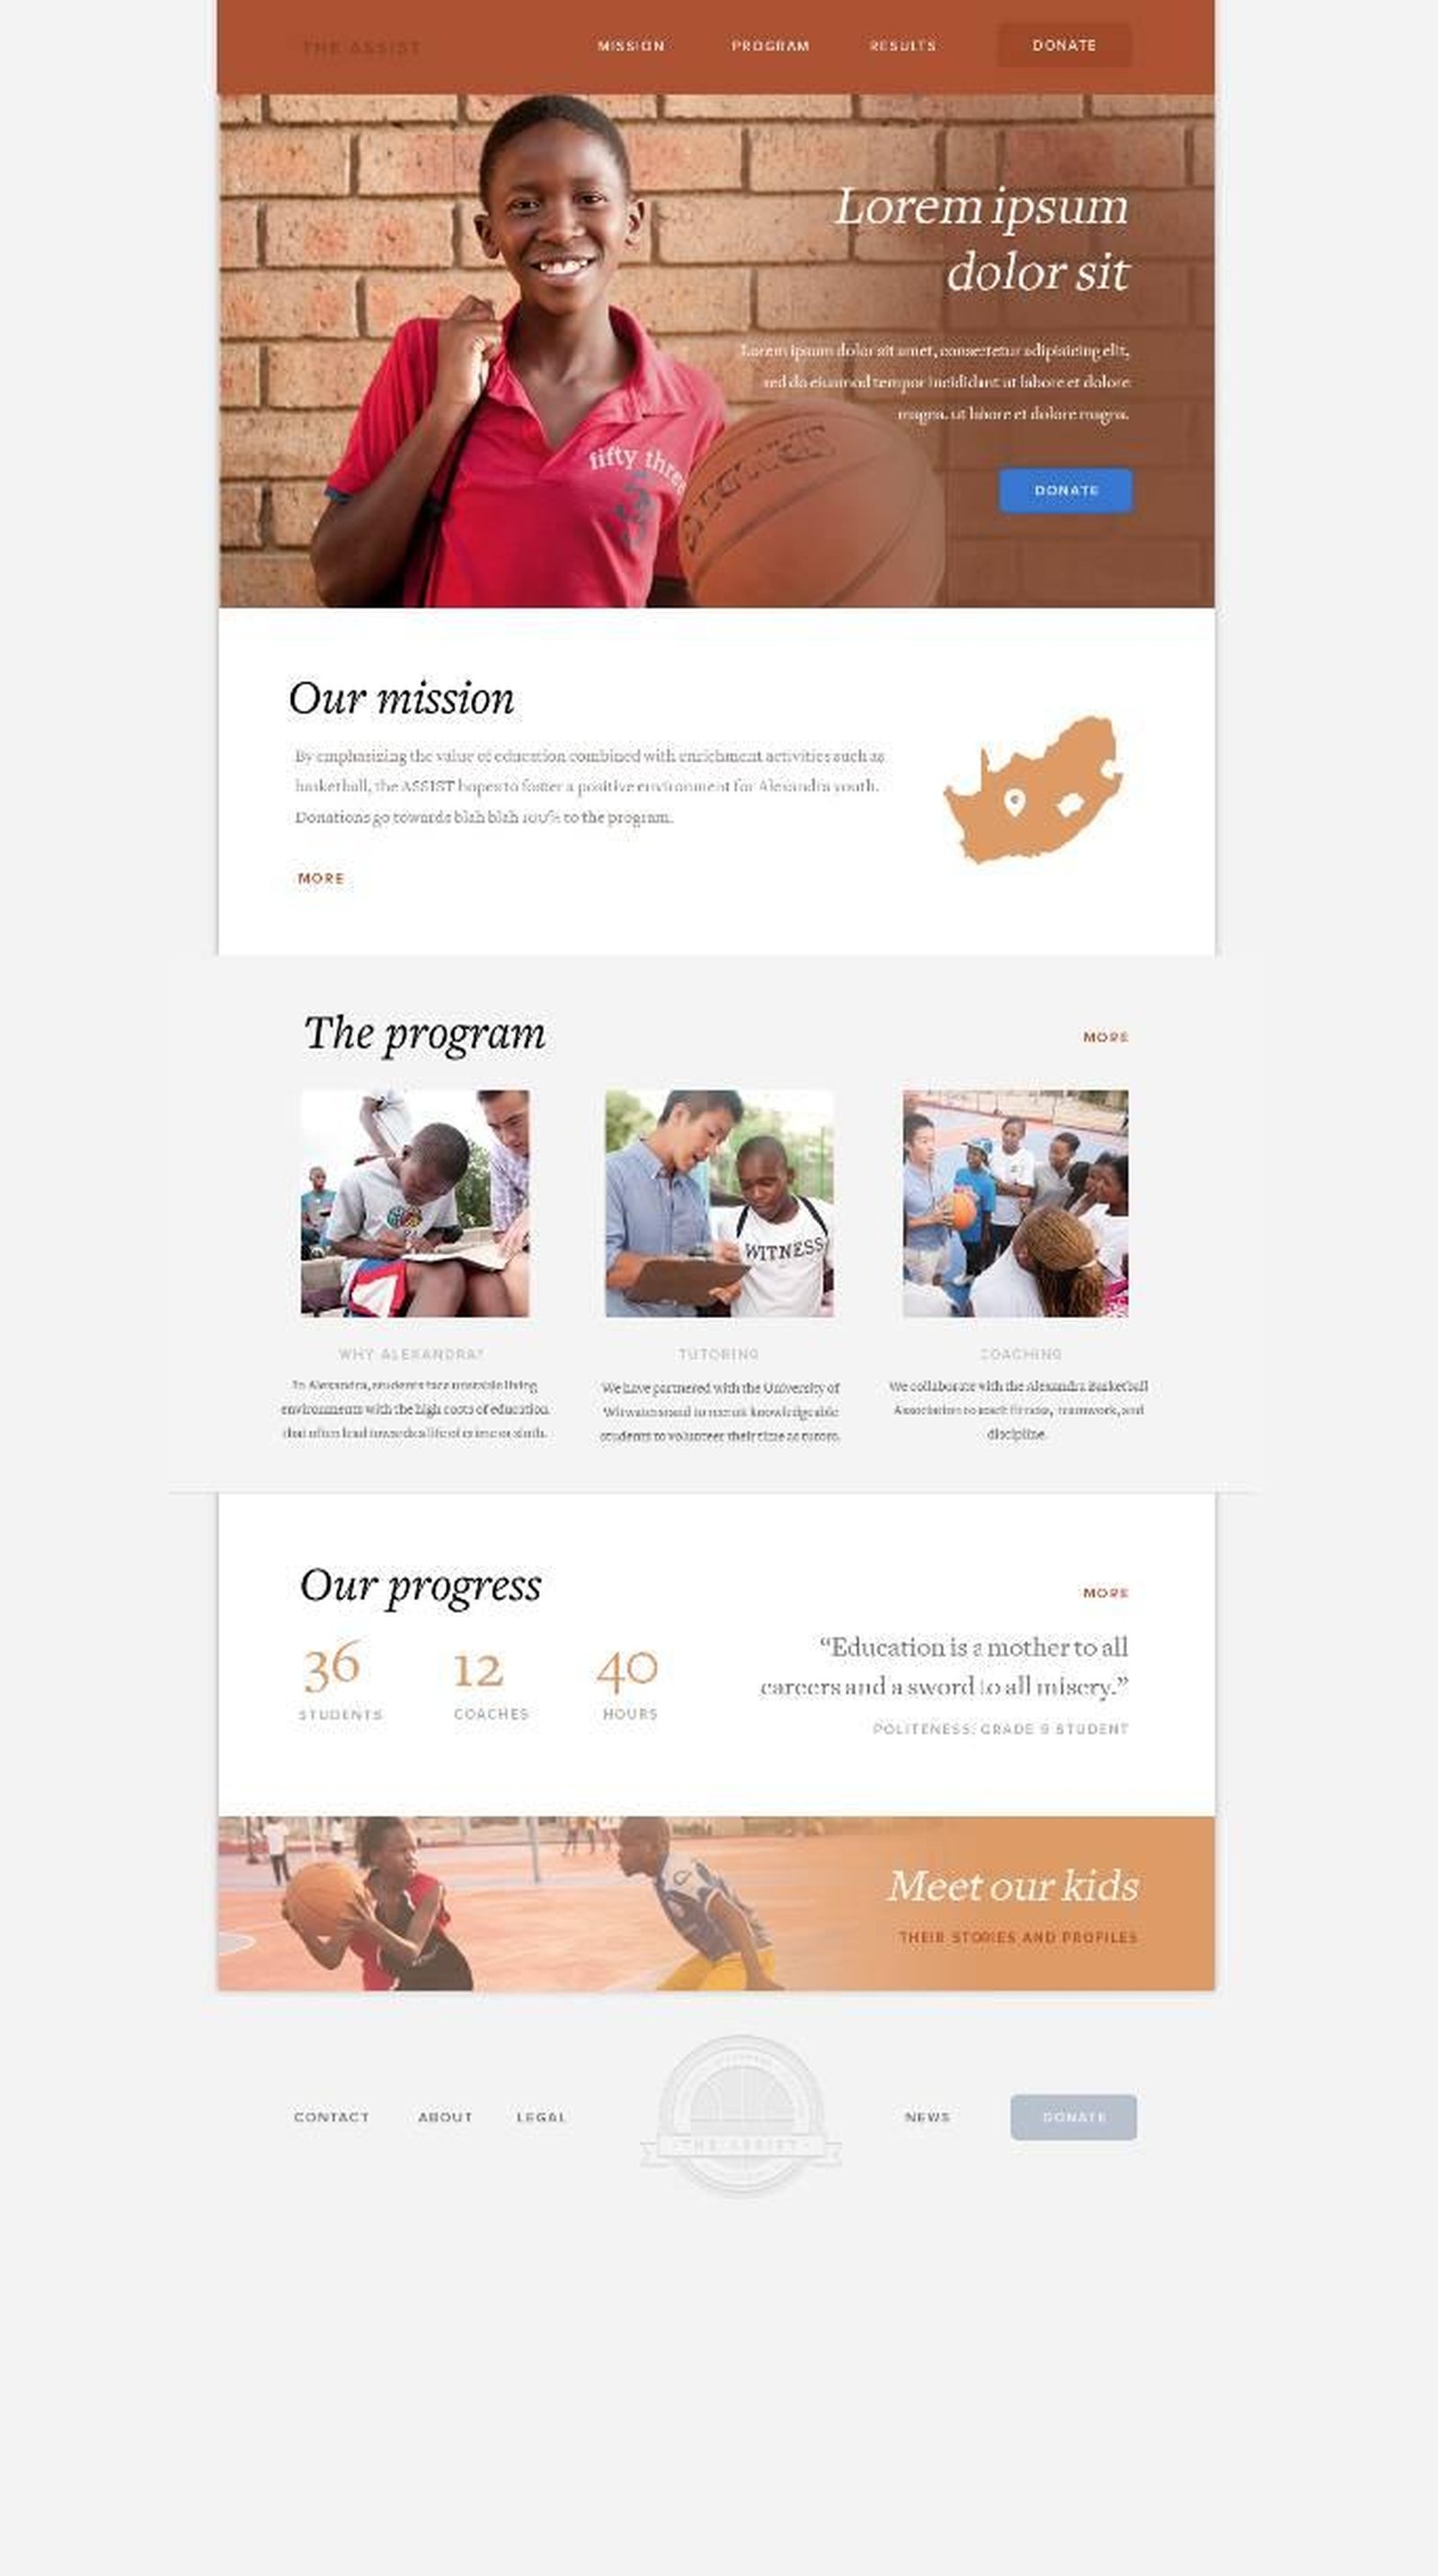 THE ASSIST
MISSION
PROGRAM
RESULTS
DONATE
Lorem ipsum
dolor sit
Lorem ipsum dolor sit amet, consectetur adipisicing elit,
sed do eiusmod tempor incididunt ut labore et dolore
magna. ut labore et dolore magna.
DONATE
fifty three
53
Our mission
By emphasizing the value of education combined with enrichment activities such as
basketball, the ASSIST hopes to foster a positive environment for Alexandra youth.
Donations go towards blah blah 100% to the program.
MORE
The program
MORE
WITNESS
WHY ALEXANDRA?
In Alexandra, students face unstable living
environments with the high costs of education
that often lead towards a life of crime or
TUTORING
We have partnered with the University of
Witwatersrand to recruit knowledgeable
students to volunteer their time as tutors.
COACHING
We collaborate with the Alexandra Basketball
Association to teach fitness, teamwork, and
discipline.
Our progress
MORE
36
STUDENTS
12
COACHES
40
HOURS
“Education is a mother to all
careers and a sword to all misery.”
POLITENESS, GRADE 9 STUDENT
Meet our kids
THEIR STORIES AND PROFILES
CONTACT
ABOUT
LEGAL
THE ASSIST
NEWS
DONATE